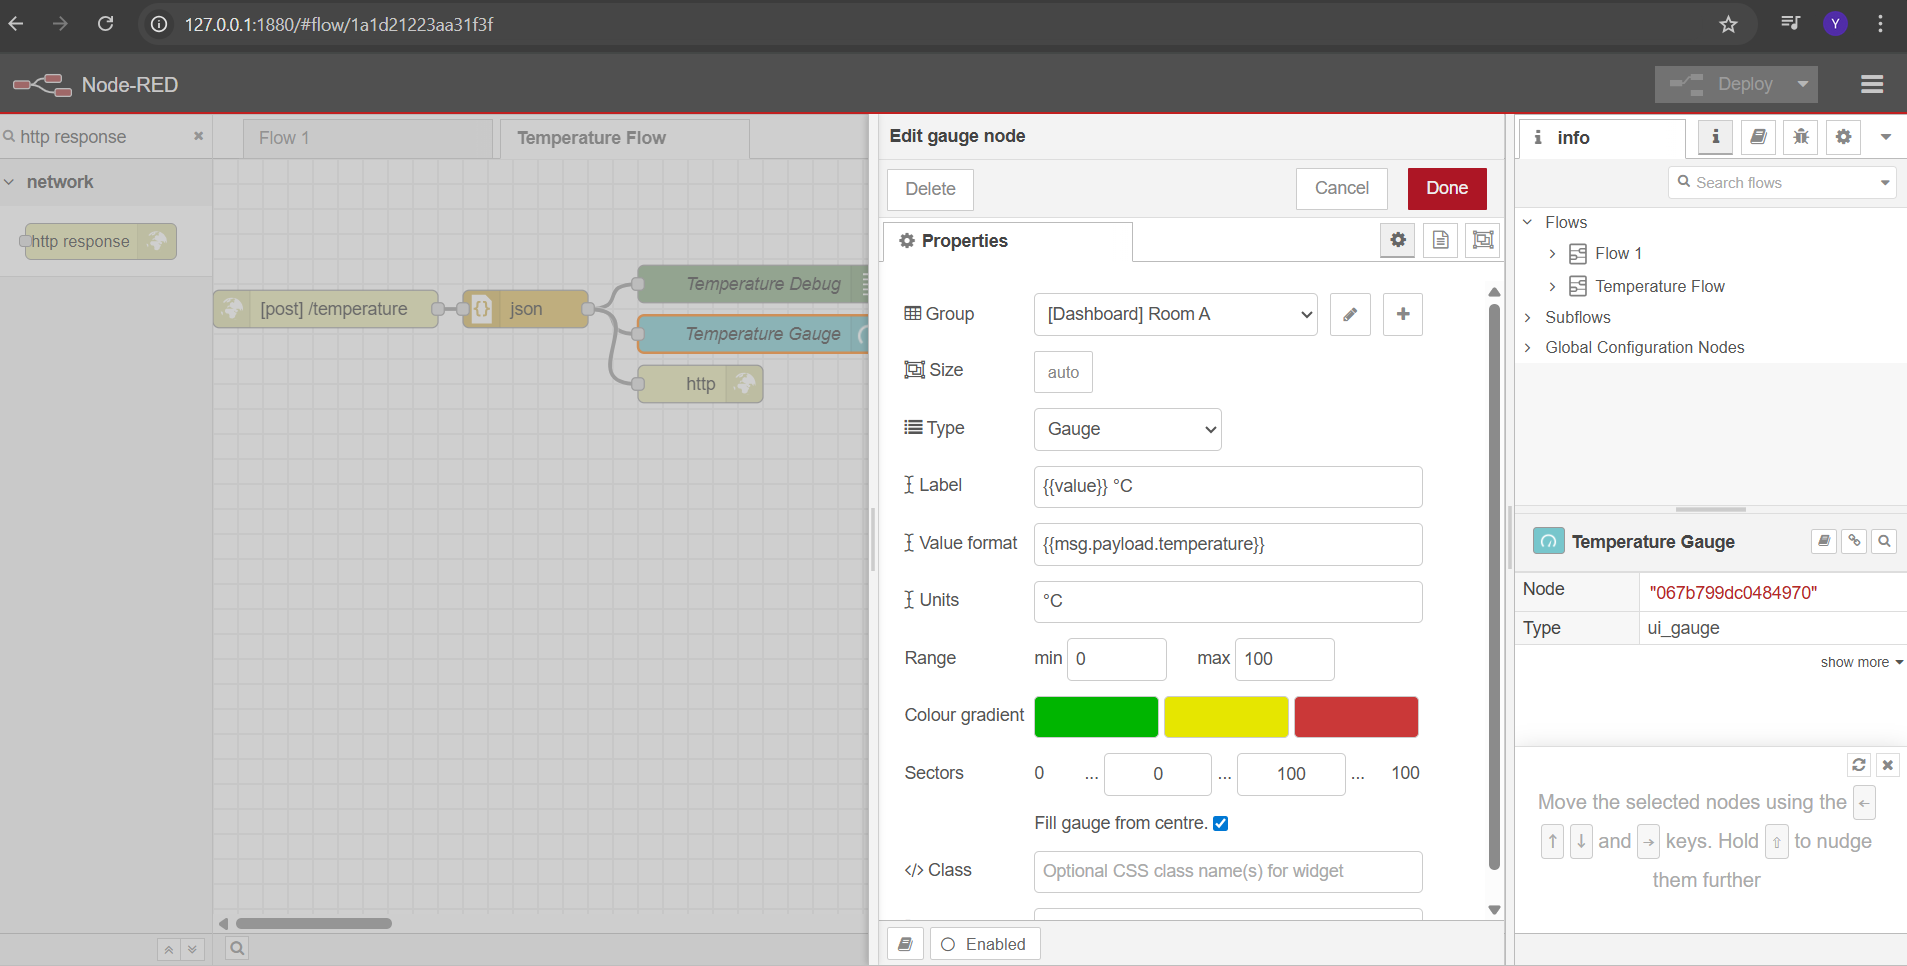 127.0.0.1:1880/#flow/1a1d21223aa31f3f
Y
Node-RED
Deploy
http response
network
http response
Flow 1
Temperature Flow
[post] /temperature
json
Temperature Debug
Temperature Gauge
http
Edit gauge node
Delete
Cancel
Done
Properties
Group
[Dashboard] Room A
Size
auto
Type
Gauge
Label
{{value}} °C
Value format
{{msg.payload.temperature}}
Units
°C
Range
min 0
max 100
Colour gradient
Sectors
0 ... 0 ... 100 ... 100
Fill gauge from centre.
Class
Optional CSS class name(s) for widget
Enabled
info
Search flows
Flows
Flow 1
Temperature Flow
Subflows
Global Configuration Nodes
Temperature Gauge
Node "067b799dc0484970"
Type ui_gauge
show more
Move the selected nodes using the ←
↑ ↓ and → keys. Hold ⇧ to nudge
them further